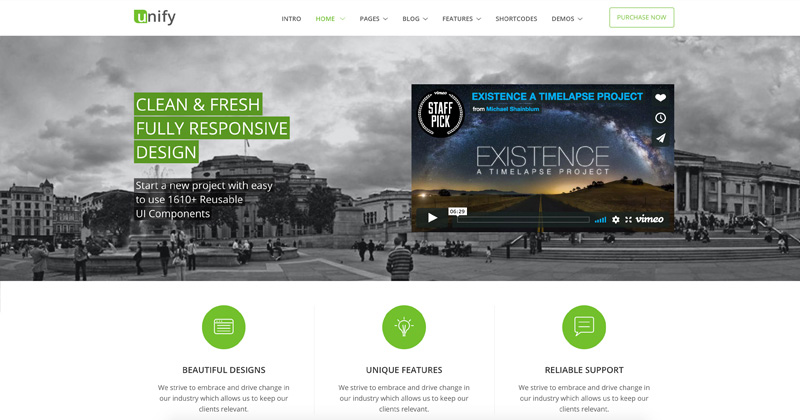 unify
INTRO
HOME
PAGES
BLOG
FEATURES
SHORTCODES
DEMOS
PURCHASE NOW
CLEAN & FRESH
FULLY RESPONSIVE
DESIGN
Start a new project with easy
to use 1610+ Reusable
UI Components
vimeo
STAFF
PICK
EXISTENCE A TIMELAPSE PROJECT
from Michael Shainblum
EXISTENCE
A TIMELAPSE PROJECT
06:29
vimeo
BEAUTIFUL DESIGNS
We strive to embrace and drive change in
our industry which allows us to keep our
clients relevant.
UNIQUE FEATURES
We strive to embrace and drive change in
our industry which allows us to keep our
clients relevant.
RELIABLE SUPPORT
We strive to embrace and drive change in
our industry which allows us to keep our
clients relevant.